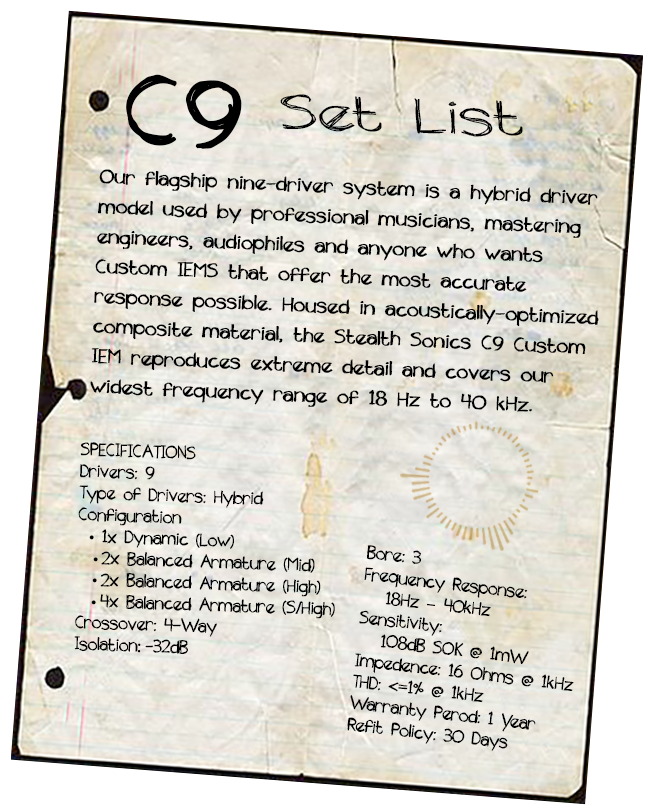 C9 Set List
Our flagship nine-driver system is a hybrid driver
model used by professional musicians, mastering
engineers, audiophiles and anyone who wants
Custom IEMS that offer the most accurate
response possible. Housed in acoustically-optimized
composite material, the Stealth Sonics C9 Custom
IEM reproduces extreme detail and covers our
widest frequency range of 18 Hz to 40 kHz.
SPECIFICATIONS
Drivers: 9
Type of Drivers: Hybrid
Configuration
• 1x Dynamic (Low)
• 2x Balanced Armature (Mid)
• 2x Balanced Armature (High)
• 4x Balanced Armature (S/High)
Crossover: 4-Way
Isolation: -32dB
Bore: 3
Frequency Response:
18Hz - 40kHz
Sensitivity:
108dB SOK @ 1mW
Impedence: 16 Ohms @ 1kHz
THD: <=1% @ 1kHz
Warranty Perod: 1 Year
Refit Policy: 30 Days